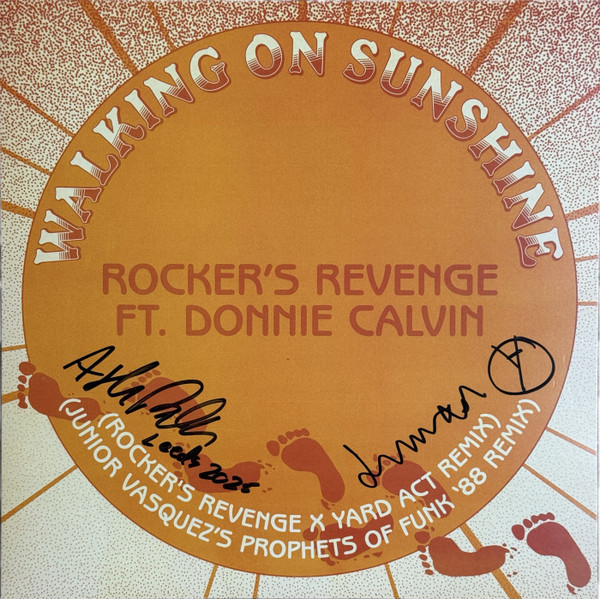 WALKING ON SUNSHINE
ROCKER'S REVENGE
FT. DONNIE CALVIN
Leeds 2025
(ROCKER'S REVENGE X YARD ACT REMIX)
(JUNIOR VASQUEZ'S PROPHETS OF FUNK '88 REMIX)